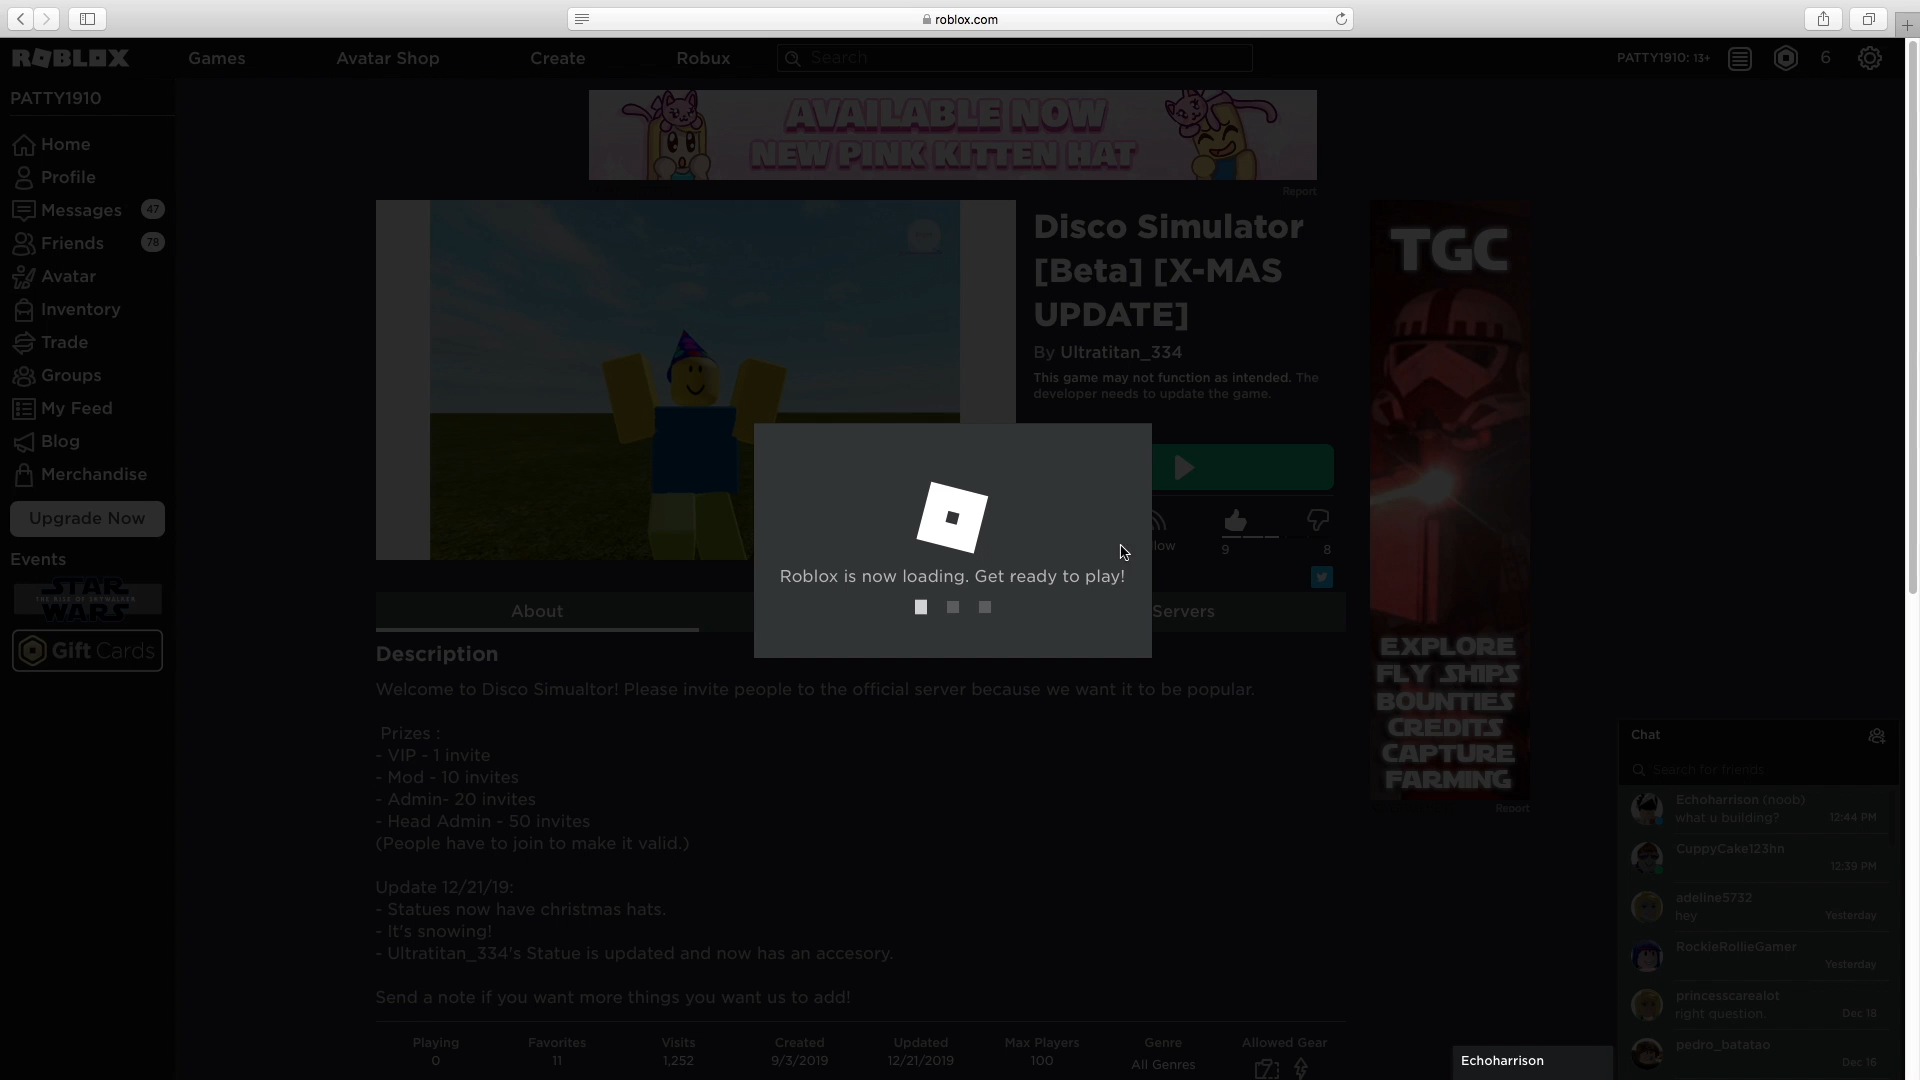 roblox.com
ROBLOX
Games
Avatar Shop
Create
Robux
Search
PATTY1910: 13+
6
PATTY1910
Home
Profile
Messages
47
Friends
78
Avatar
Inventory
Trade
Groups
My Feed
Blog
Merchandise
Upgrade Now
Events
STAR
THE RISE OF SKYWALKER
WARS
Gift Cards
AVAILABLE NOW
NEW PINK KITTEN HAT
Report
Disco Simulator
[Beta] [X-MAS
UPDATE]
By Ultratitan_334
This game may not function as intended. The
developer needs to update the game.
low
9
8
Roblox is now loading. Get ready to play!
About
Servers
Description
Welcome to Disco Simualtor! Please invite people to the official server because we want it to be popular.
Prizes :
- VIP - 1 invite
- Mod - 10 invites
- Admin- 20 invites
- Head Admin - 50 invites
(People have to join to make it valid.)
Update 12/21/19:
- Statues now have christmas hats.
- It's snowing!
- Ultratitan_334's Statue is updated and now has an accesory.
Send a note if you want more things you want us to add!
Playing
0
Favorites
11
Visits
1,252
Created
9/3/2019
Updated
12/21/2019
Max Players
100
Genre
All Genres
Allowed Gear
TGC
EXPLORE
FLY SHIPS
BOUNTIES
CREDITS
CAPTURE
FARMING
Report
Chat
Search for friends
Echoharrison (noob)
what u building?
12:44 PM
CuppyCake123hn
12:39 PM
adeline5732
hey
Yesterday
RockieRollieGamer
Yesterday
princesscarealot
right question
Dec 18
pedro_batatao
Dec 16
Echoharrison